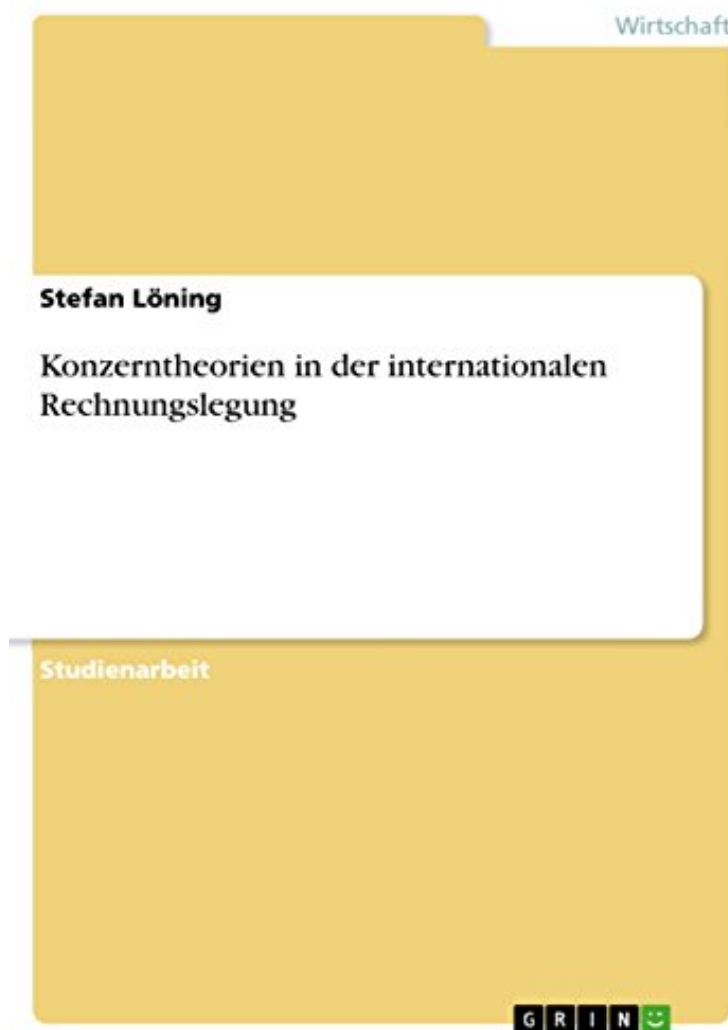 Wirtschaft
Stefan Löning
Konzerntheorien in der internationalen
Rechnungslegung
Studienarbeit
GRIN